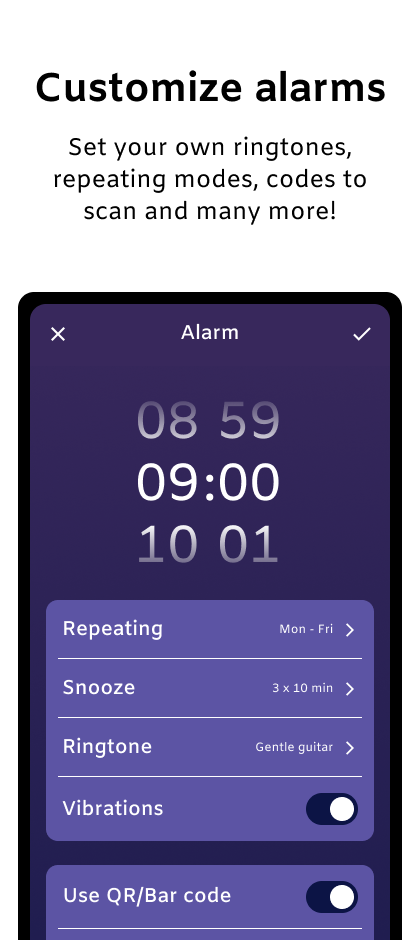 Customize alarms
Set your own ringtones,
repeating modes, codes to
scan and many more!
Alarm
08 59
09:00
10 01
Repeating Mon - Fri
Snooze 3 x 10 min
Ringtone Gentle guitar
Vibrations
Use QR/Bar code